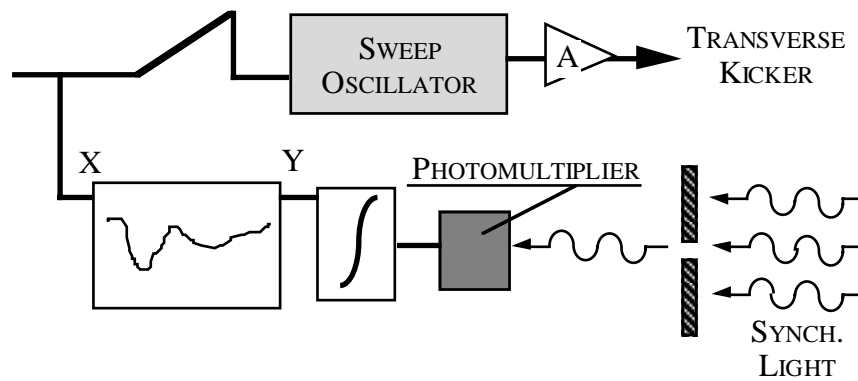 SWEEP
OSCILLATOR
A
TRANSVERSE
KICKER
X
Y
PHOTOMULTIPLIER
SYNCH.
LIGHT